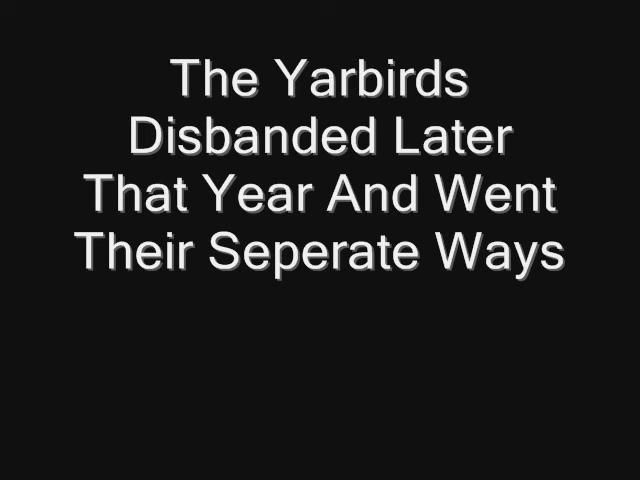 The Yarbirds
Disbanded Later
That Year And Went
Their Seperate Ways